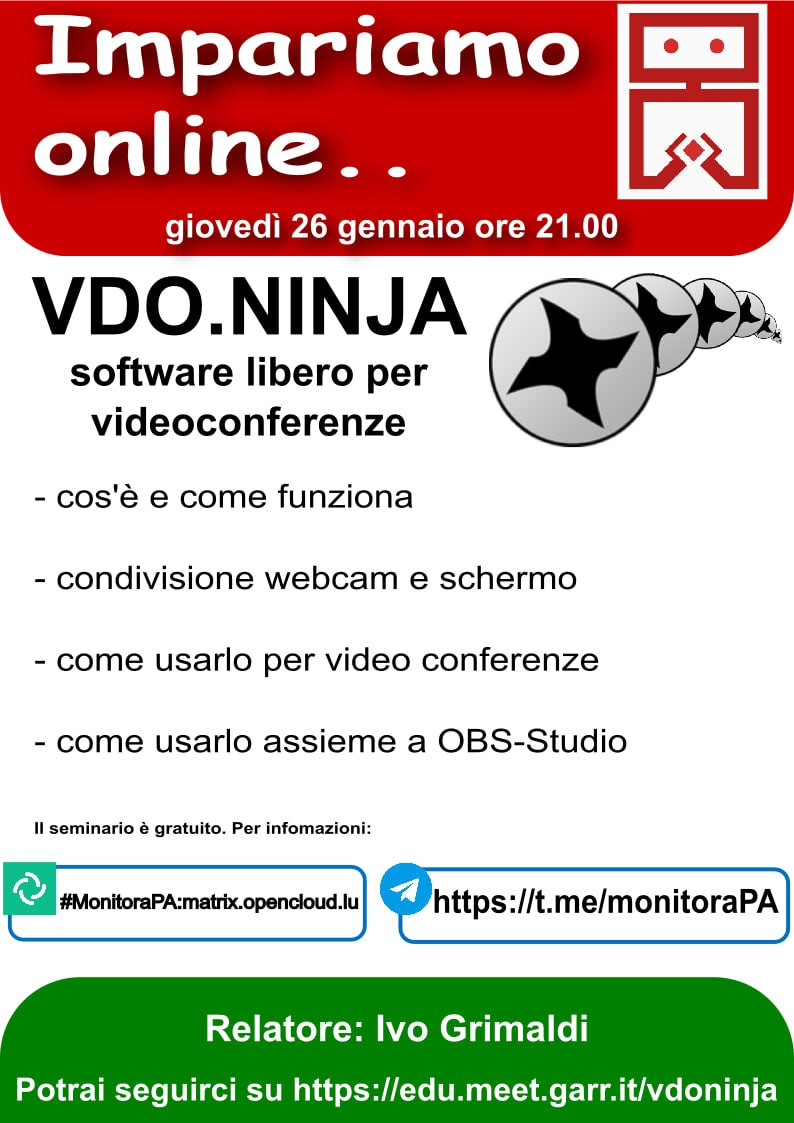 Impariamo
online..
giovedì 26 gennaio ore 21.00
VDO.NINJA
software libero per
videoconferenze
- cos'è e come funziona
- condivisione webcam e schermo
- come usarlo per video conferenze
- come usarlo assieme a OBS-Studio
Il seminario è gratuito. Per infomazioni:
#MonitoraPA:matrix.opencloud.lu
https://t.me/monitoraPA
Relatore: Ivo Grimaldi
Potrai seguirci su https://edu.meet.garr.it/vdoninja